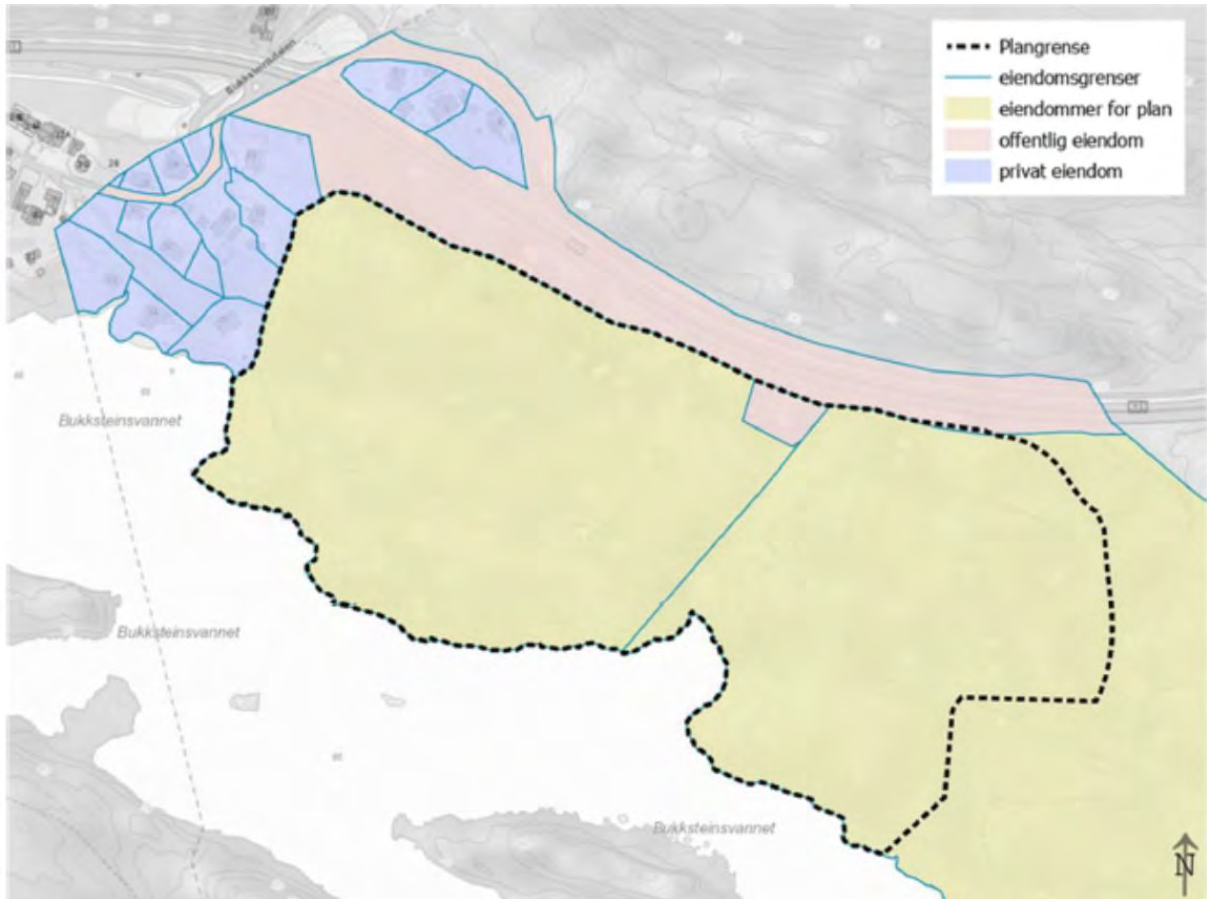 Plangrense
eiendomsgrenser
eiendommer for plan
offentlig eiendom
privat eiendom
Bukksteinsvannet
Bukksteinsvannet
Bukksteinsvannet
N